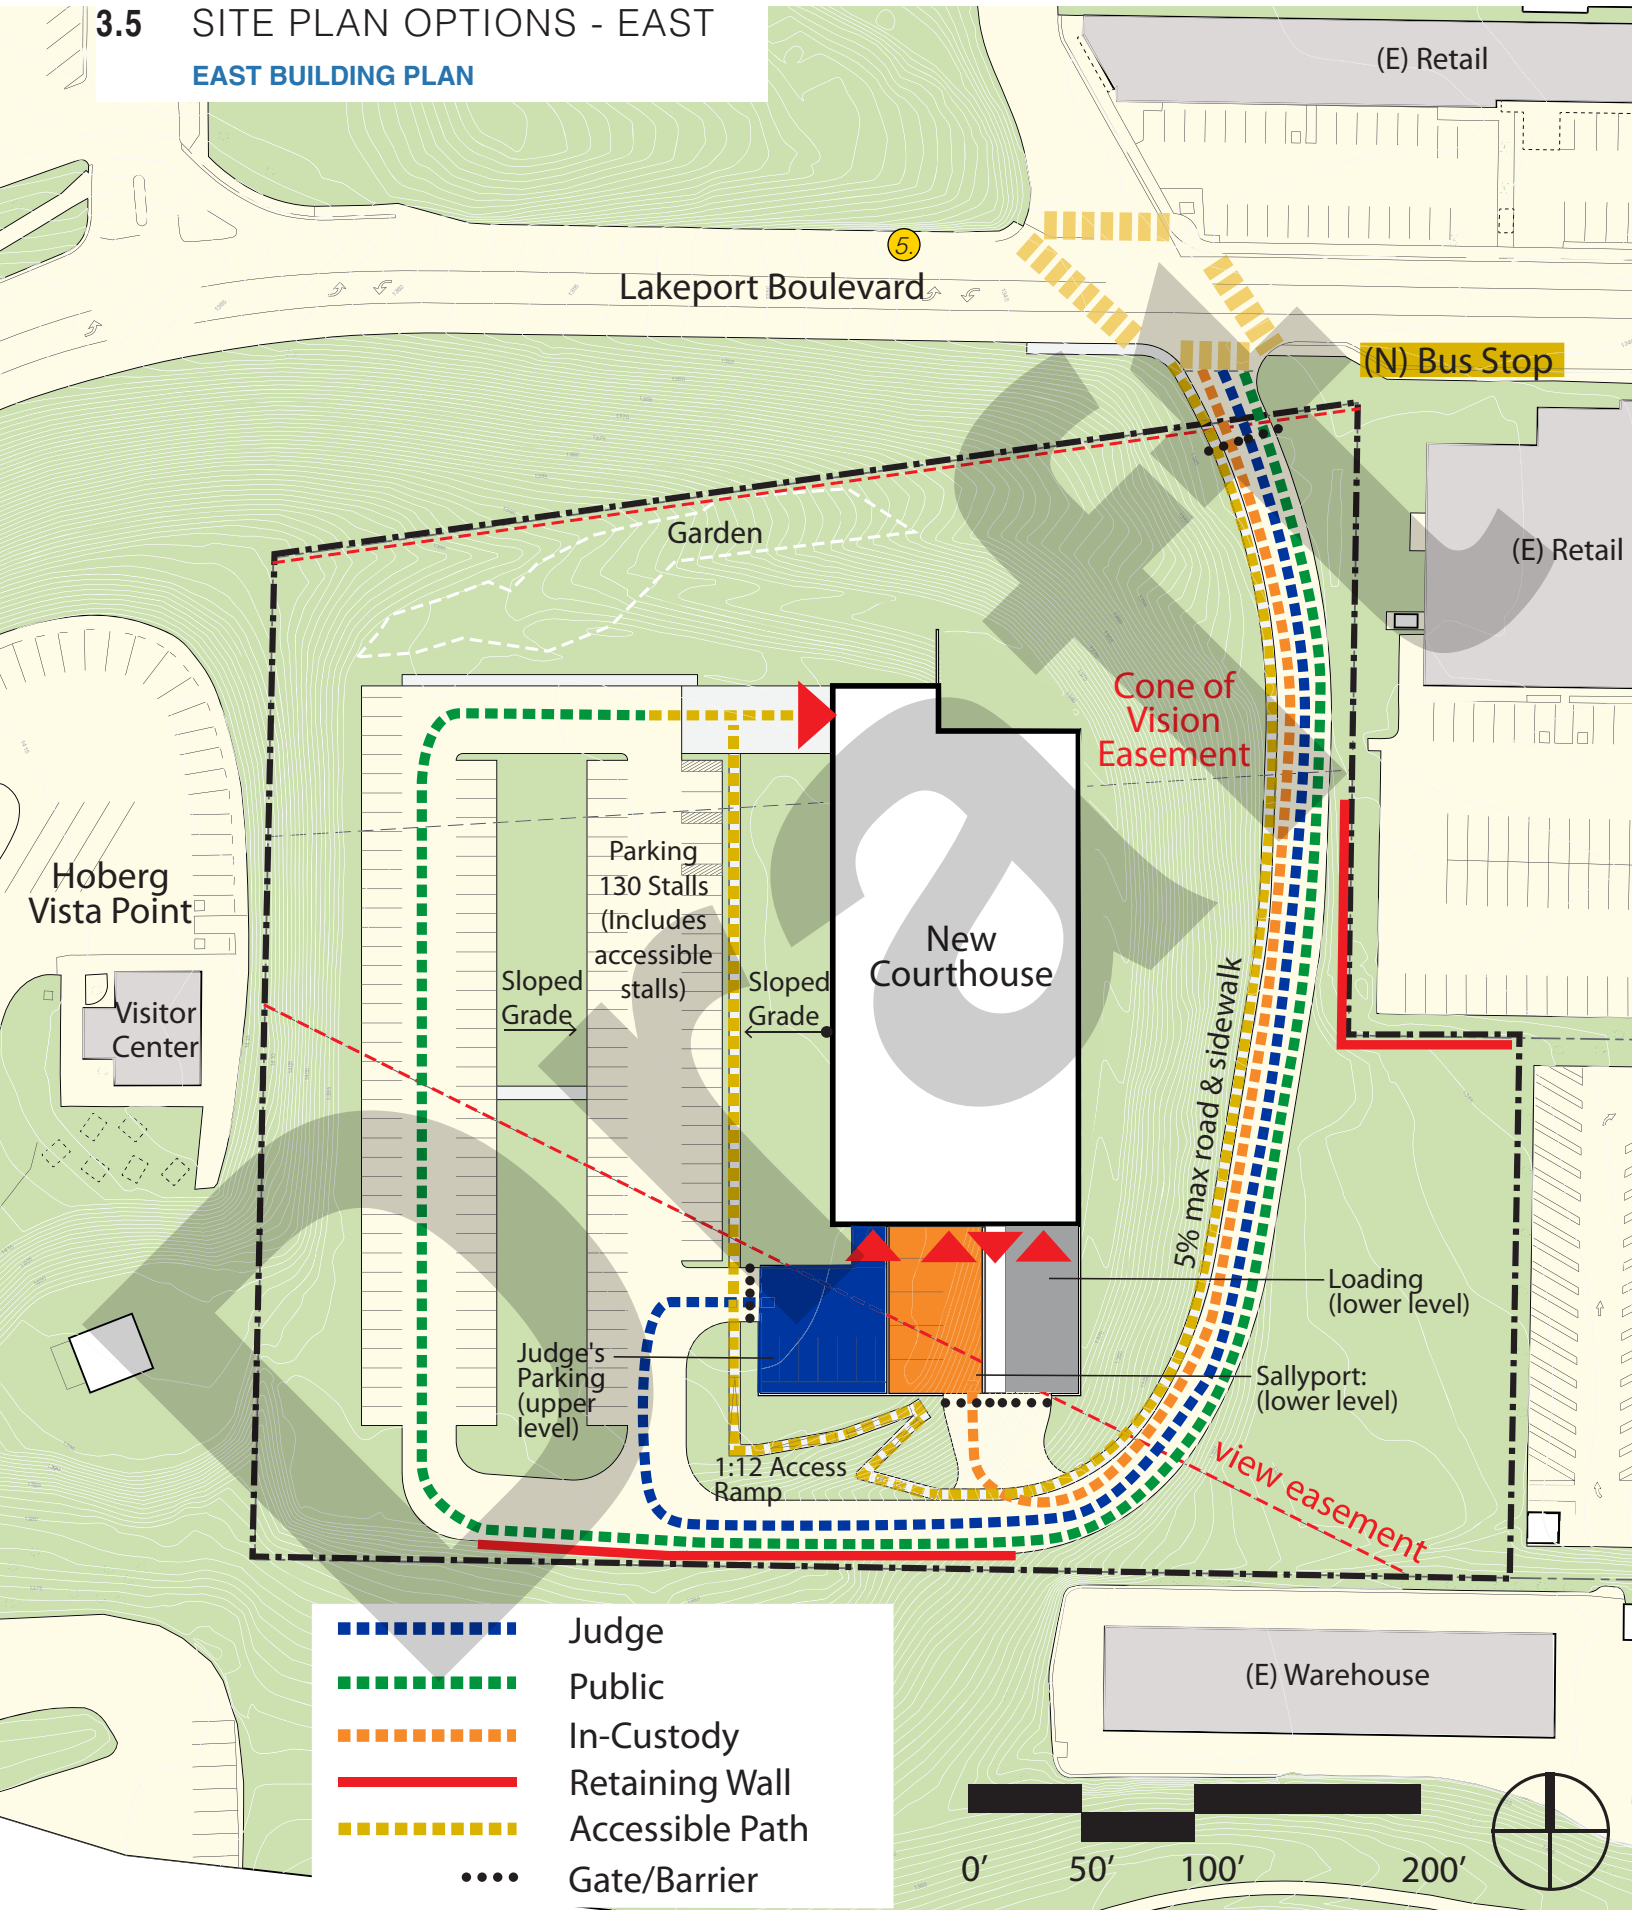 3.5 SITE PLAN OPTIONS - EAST
EAST BUILDING PLAN
(E) Retail
5.
Lakeport Boulevard
(N) Bus Stop
Garden
(E) Retail
Cone of
Vision
Easement
Parking
130 Stalls
(Includes
accessible
stalls)
Hoberg
Vista Point
New
Courthouse
Sloped
Grade
Sloped
Grade
Visitor
Center
5% max road & sidewalk
Loading
(lower level)
Judge's
Parking
(upper
level)
Sallyport:
(lower level)
1:12 Access
Ramp
view easement
Draft
Judge
Public
In-Custody
Retaining Wall
Accessible Path
Gate/Barrier
(E) Warehouse
0' 50' 100' 200'